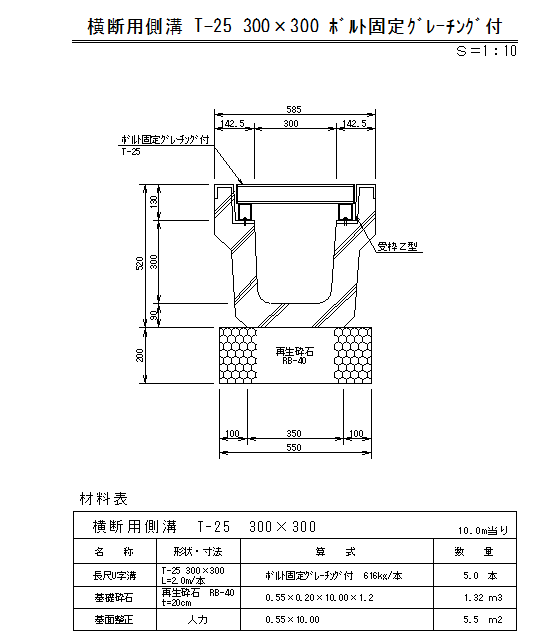 横断用側溝 T-25 300×300 ﾎﾞﾙﾄ固定ｸﾞﾚｰﾁﾝｸﾞ付
S=1:10
585
142.5 300 142.5
ﾎﾞﾙﾄ固定ｸﾞﾚｰﾁﾝｸﾞ付
T-25
130
520
300
受枠Z型
90
200
再生砕石
RB-40
100 350 100
550
材料表
横断用側溝 T-25 300×300 10.0m当り
名 称 形状・寸法 算 式 数 量
長尺U字溝 T-25 300×300 L=2.0m/本 ﾎﾞﾙﾄ固定ｸﾞﾚｰﾁﾝｸﾞ付 616kg/本 5.0 本
基礎砕石 再生砕石 RB-40 t=20cm 0.55×0.20×10.00×1.2 1.32 m3
基面整正 人力 0.55×10.00 5.5 m2